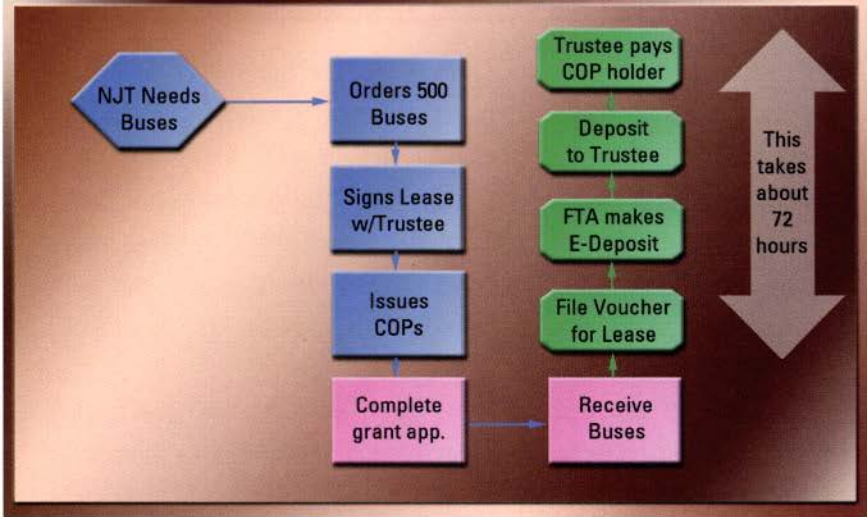 NJT Needs
Buses
Orders 500
Buses
Signs Lease
w/Trustee
Issues
COPs
Complete
grant app.
Receive
Buses
File Voucher
for Lease
FTA makes
E-Deposit
Deposit
to Trustee
Trustee pays
COP holder
This
takes
about
72
hours